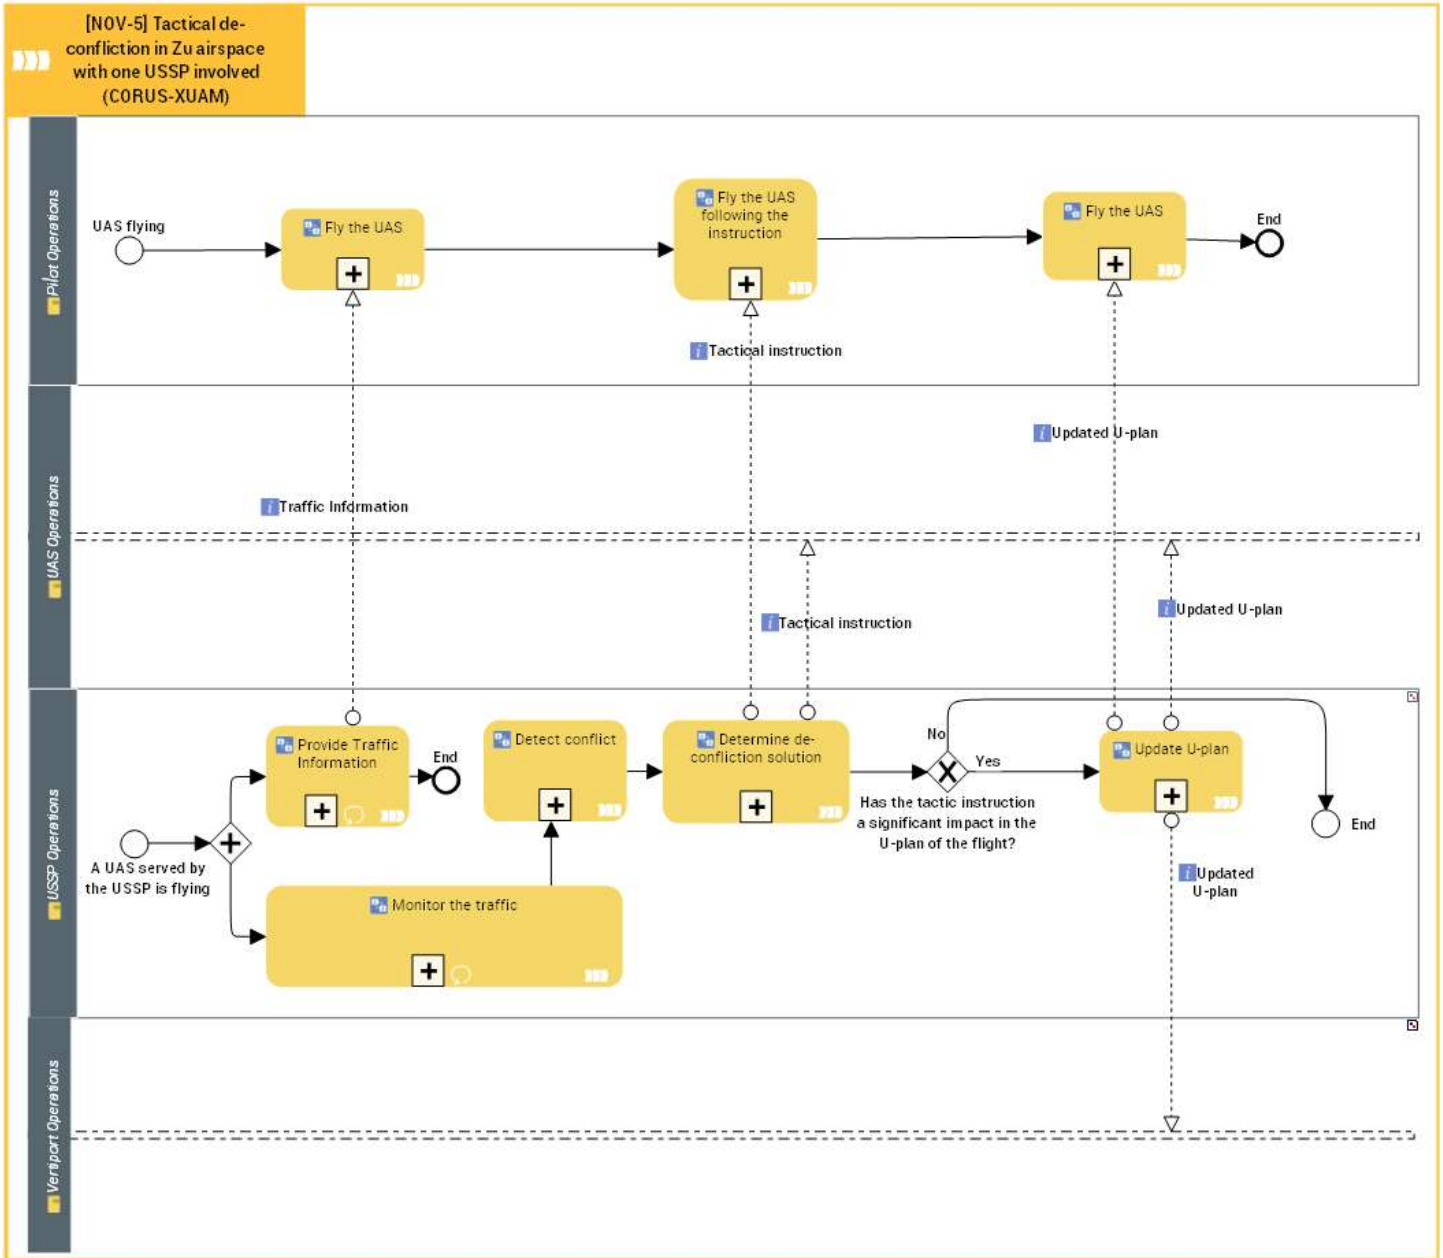 [NOV-5] Tactical de-
confliction in Zu airspace
with one USSP involved
(CORUS-XUAM)
Pilot Operations
UAS flying
Fly the UAS
Fly the UAS
following the
instruction
Fly the UAS
End
Tactical instruction
UAS Operations
Updated U-plan
Traffic Information
Tactical instruction
Updated U-plan
USSP Operations
A UAS served by
the USSP is flying
Provide Traffic
Information
End
Detect conflict
Determine de-
confliction solution
No
Yes
Has the tactic instruction
a significant impact in the
U-plan of the flight?
Update U-plan
End
Monitor the traffic
Updated
U-plan
Vertiport Operations